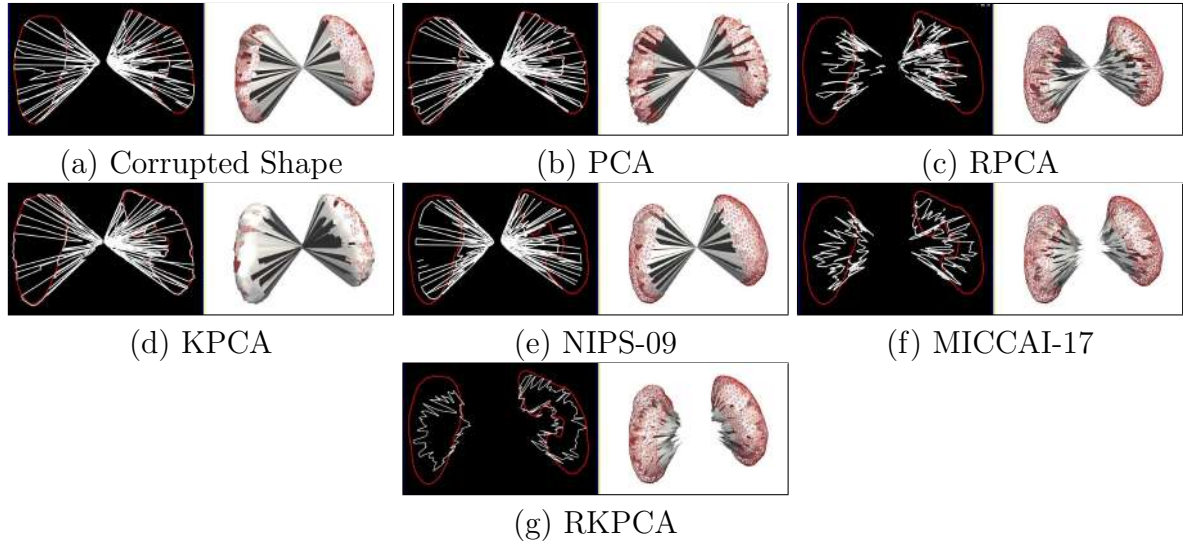 (a) Corrupted Shape
(b) PCA
(c) RPCA
(d) KPCA
(e) NIPS-09
(f) MICCAI-17
(g) RKPCA